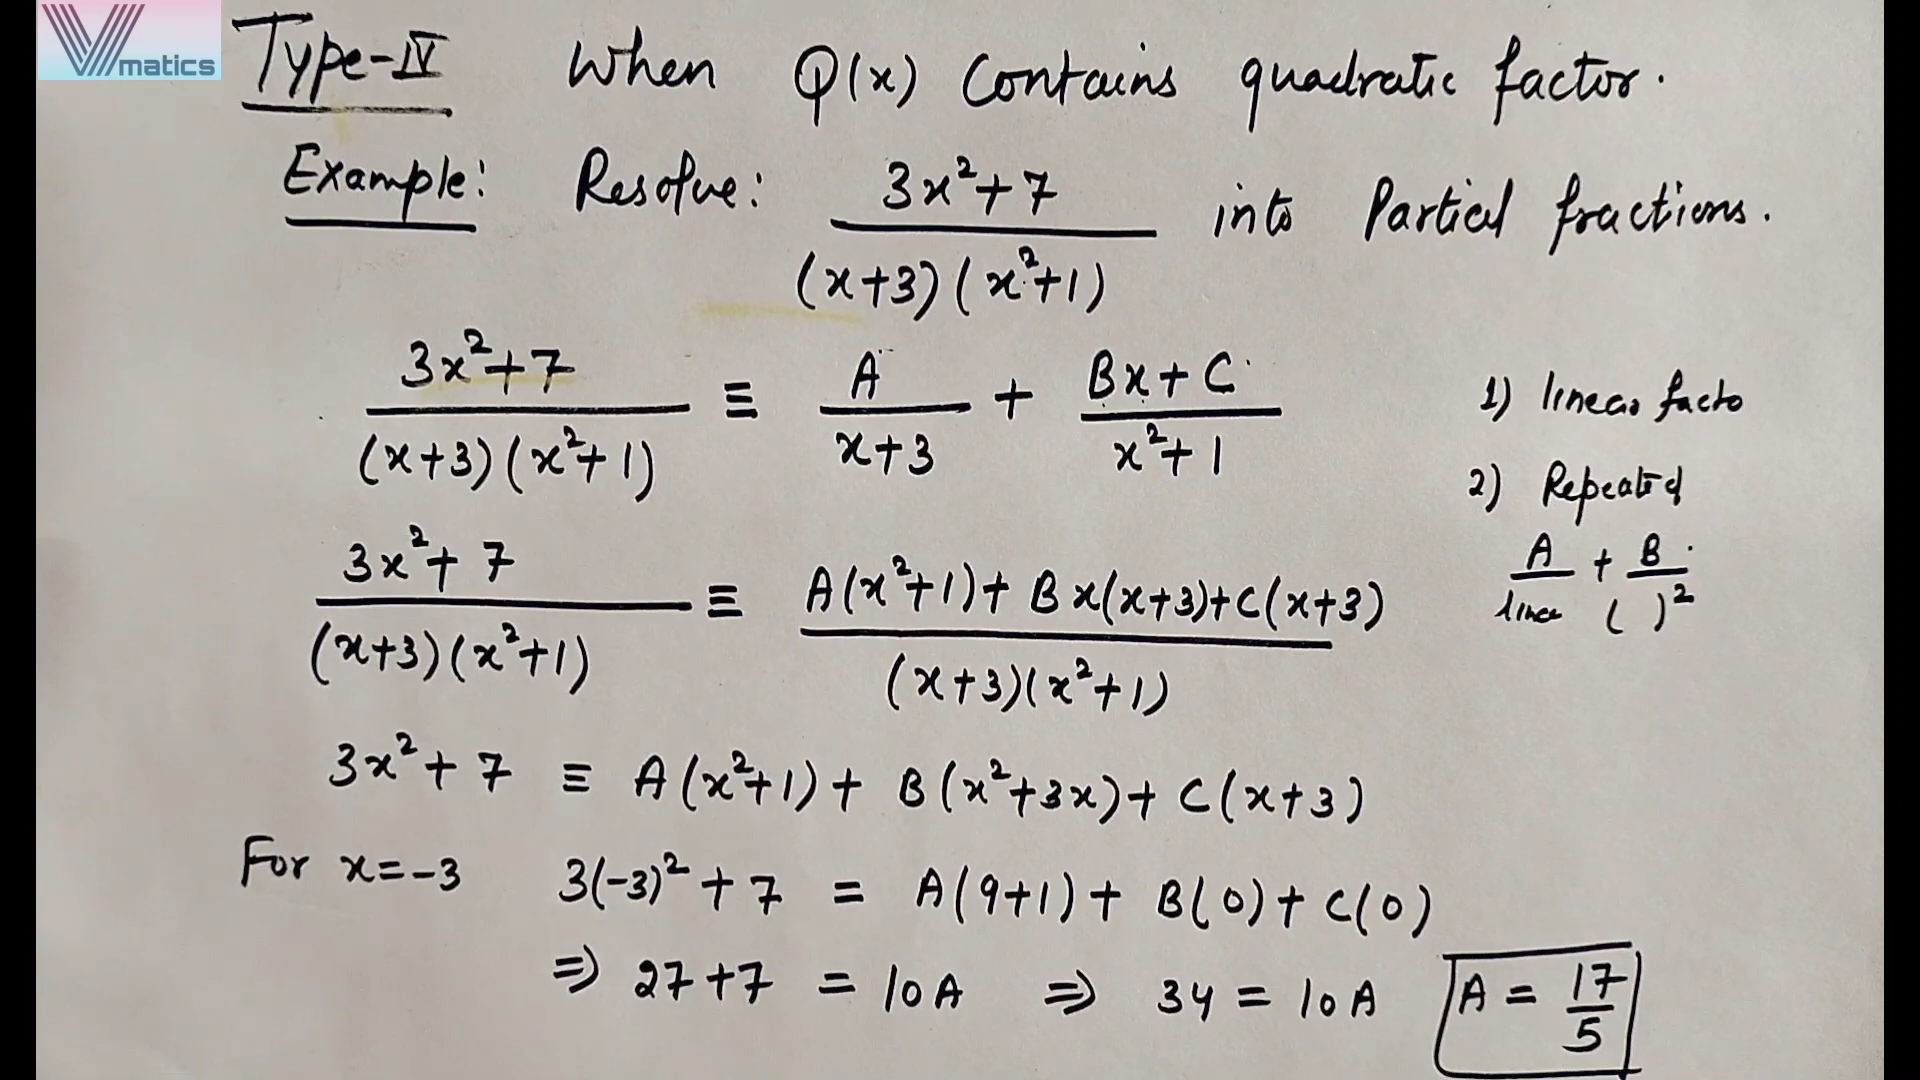 Vmatics
Type-IV When Q(x) Contains quadratic factor.
Example: Resolve: (3x²+7)/((x+3)(x²+1)) into Partial fractions.
(3x²+7)/((x+3)(x²+1)) ≡ A/(x+3) + (Bx+C)/(x²+1)
1) linear facto
2) Repeated
A/linea + B/( )²
(3x²+7)/((x+3)(x²+1)) ≡ (A(x²+1)+Bx(x+3)+C(x+3))/((x+3)(x²+1))
3x²+7 ≡ A(x²+1)+B(x²+3x)+C(x+3)
For x=-3 3(-3)²+7 = A(9+1)+B(0)+C(0)
⇒ 27+7 = 10A ⇒ 34 = 10A A = 17/5